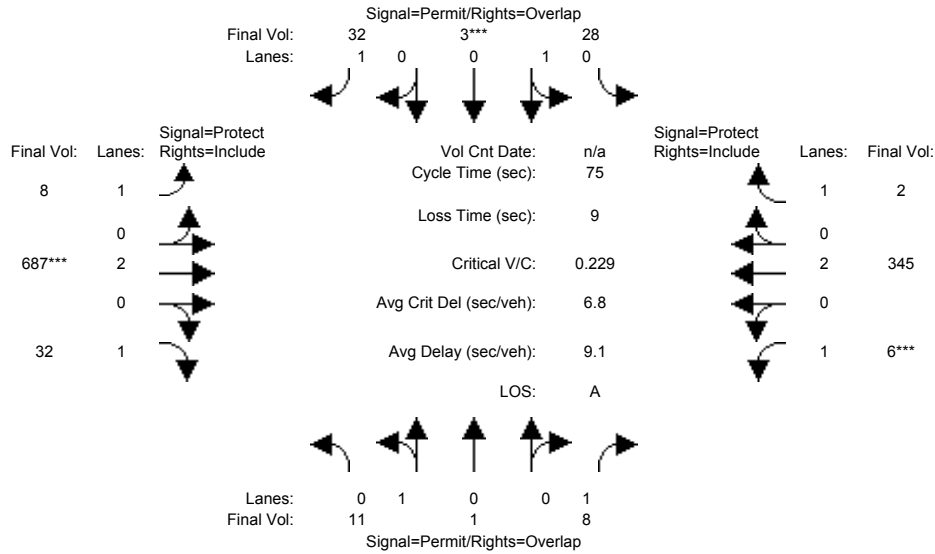 Signal=Permit/Rights=Overlap
Final Vol: 32 3*** 28
Lanes: 1 0 0 1 0
Signal=Protect
Final Vol: Lanes: Rights=Include
Vol Cnt Date: n/a
Signal=Protect
Rights=Include Lanes: Final Vol:
Cycle Time (sec): 75
8 1
1 2
Loss Time (sec): 9
0
0
687*** 2
Critical V/C: 0.229
2 345
0
Avg Crit Del (sec/veh): 6.8
0
32 1
Avg Delay (sec/veh): 9.1
1 6***
LOS: A
Lanes: 0 1 0 0 1
Final Vol: 11 1 8
Signal=Permit/Rights=Overlap